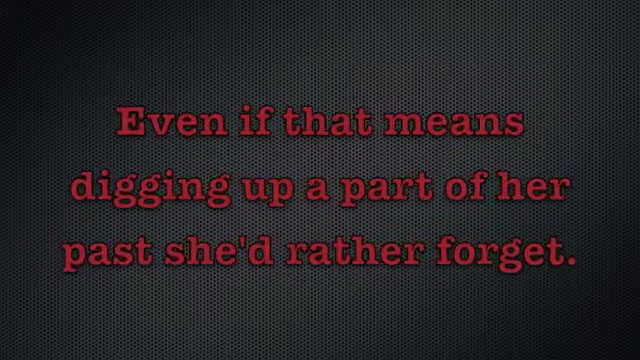 Even if that means
digging up a part of her
past she'd rather forget.